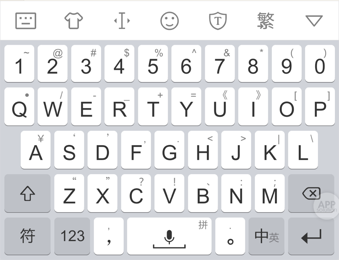 T 繁
~ @ # $ % ^ & * ( )
1 2 3 4 5 6 7 8 9 0
Q W E R T Y U I O P
A S D F G H J K L
Z X C V B N M
符 123 ， 拼 。 中英
APP